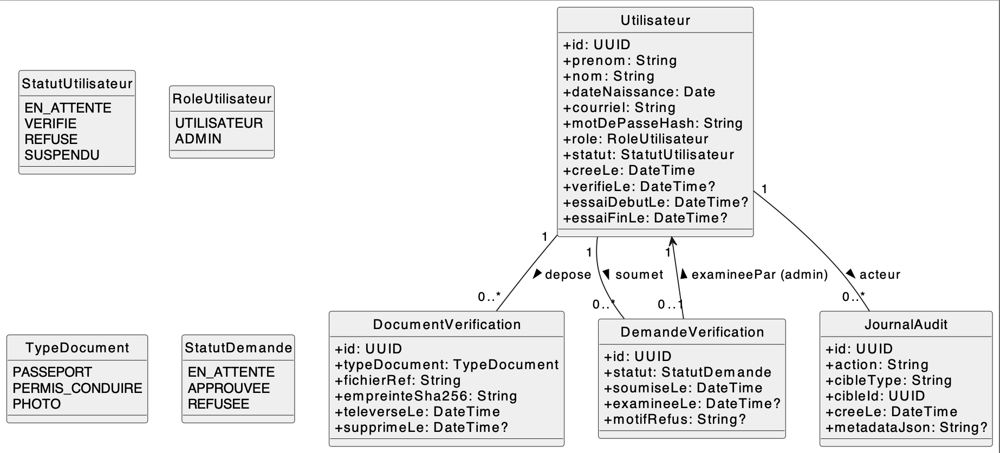 Utilisateur
+id: UUID
+prenom: String
+nom: String
+dateNaissance: Date
+courriel: String
+motDePasseHash: String
+role: RoleUtilisateur
+statut: StatutUtilisateur
+creeLe: DateTime
+verifieLe: DateTime?
+essaiDebutLe: DateTime?
+essaiFinLe: DateTime?
StatutUtilisateur
EN_ATTENTE
VERIFIE
REFUSE
SUSPENDU
RoleUtilisateur
UTILISATEUR
ADMIN
1
1
1
1
depose
soumet
examineePar (admin)
acteur
0..*
0..*
0..1
0..*
TypeDocument
PASSEPORT
PERMIS_CONDUIRE
PHOTO
StatutDemande
EN_ATTENTE
APPROUVEE
REFUSEE
DocumentVerification
+id: UUID
+typeDocument: TypeDocument
+fichierRef: String
+empreinteSha256: String
+televerseLe: DateTime
+supprimeLe: DateTime?
DemandeVerification
+id: UUID
+statut: StatutDemande
+soumiseLe: DateTime
+examineeLe: DateTime?
+motifRefus: String?
JournalAudit
+id: UUID
+action: String
+cibleType: String
+cibleId: UUID
+creeLe: DateTime
+metadataJson: String?